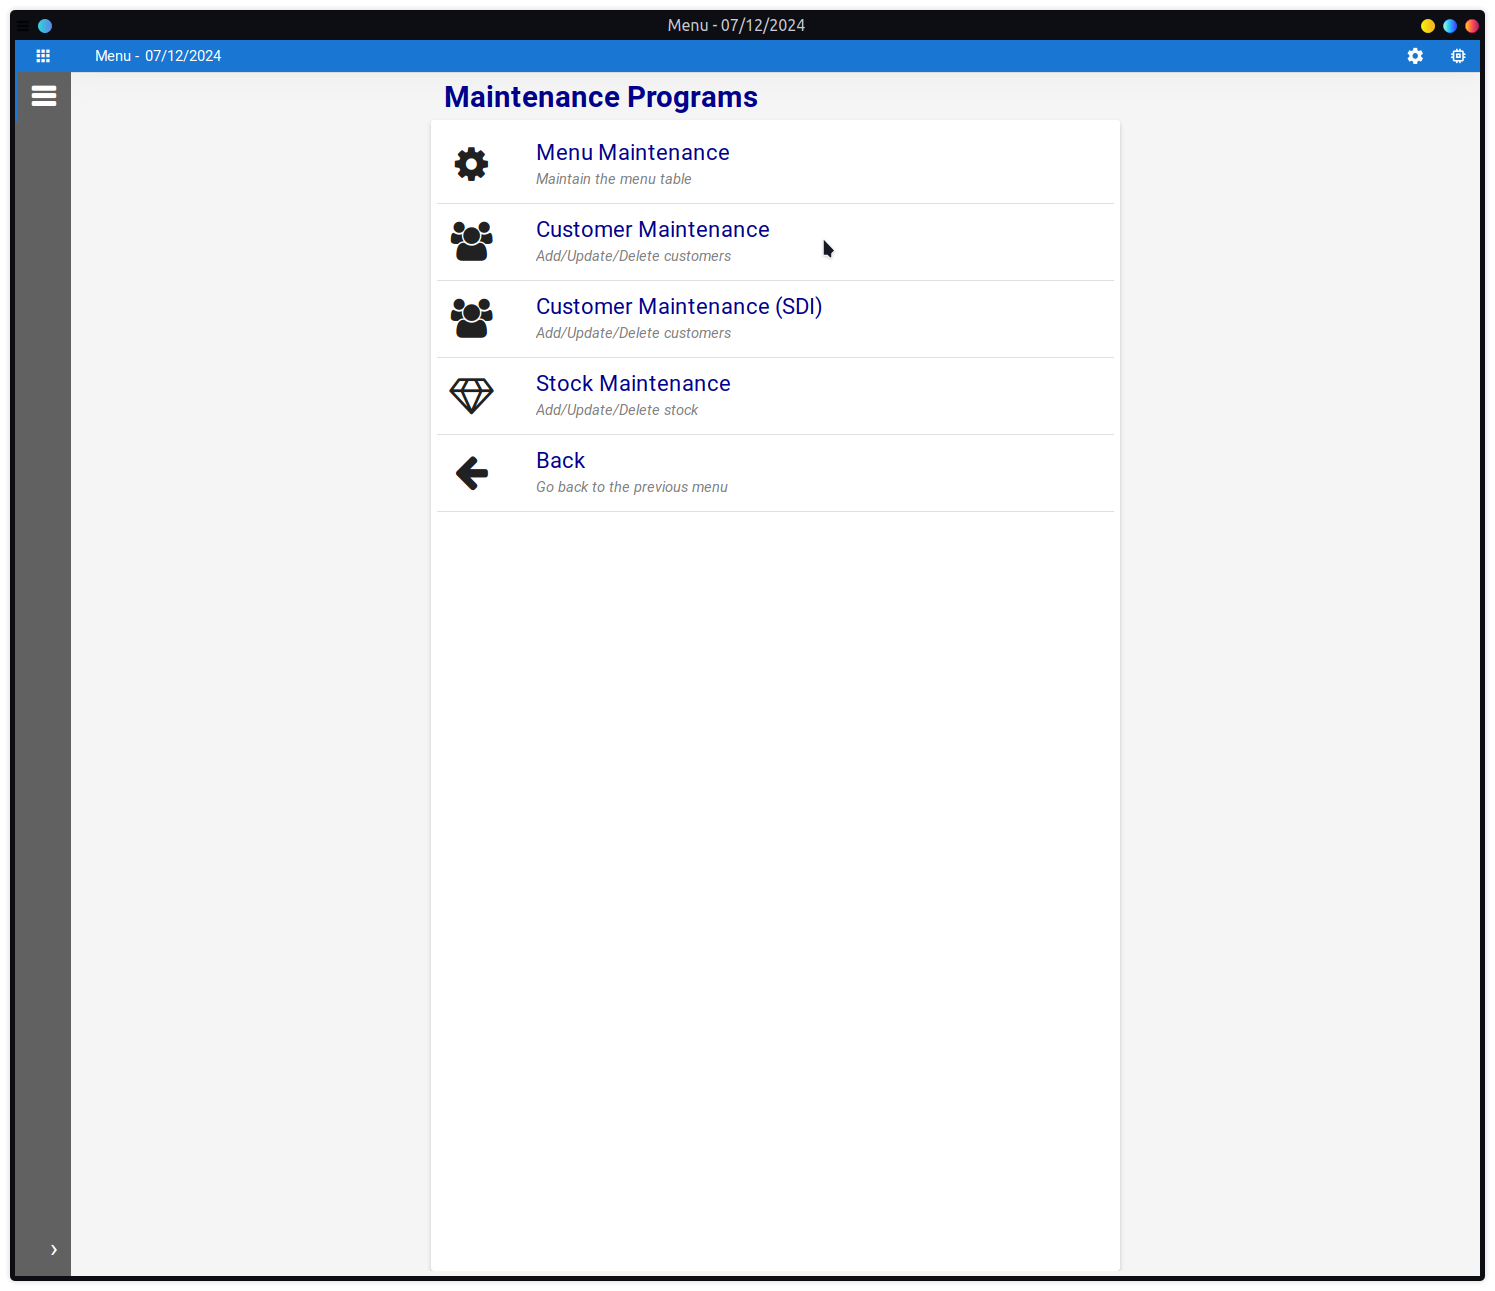 Menu - 07/12/2024
Menu - 07/12/2024
Maintenance Programs
Menu Maintenance
Maintain the menu table
Customer Maintenance
Add/Update/Delete customers
Customer Maintenance (SDI)
Add/Update/Delete customers
Stock Maintenance
Add/Update/Delete stock
Back
Go back to the previous menu